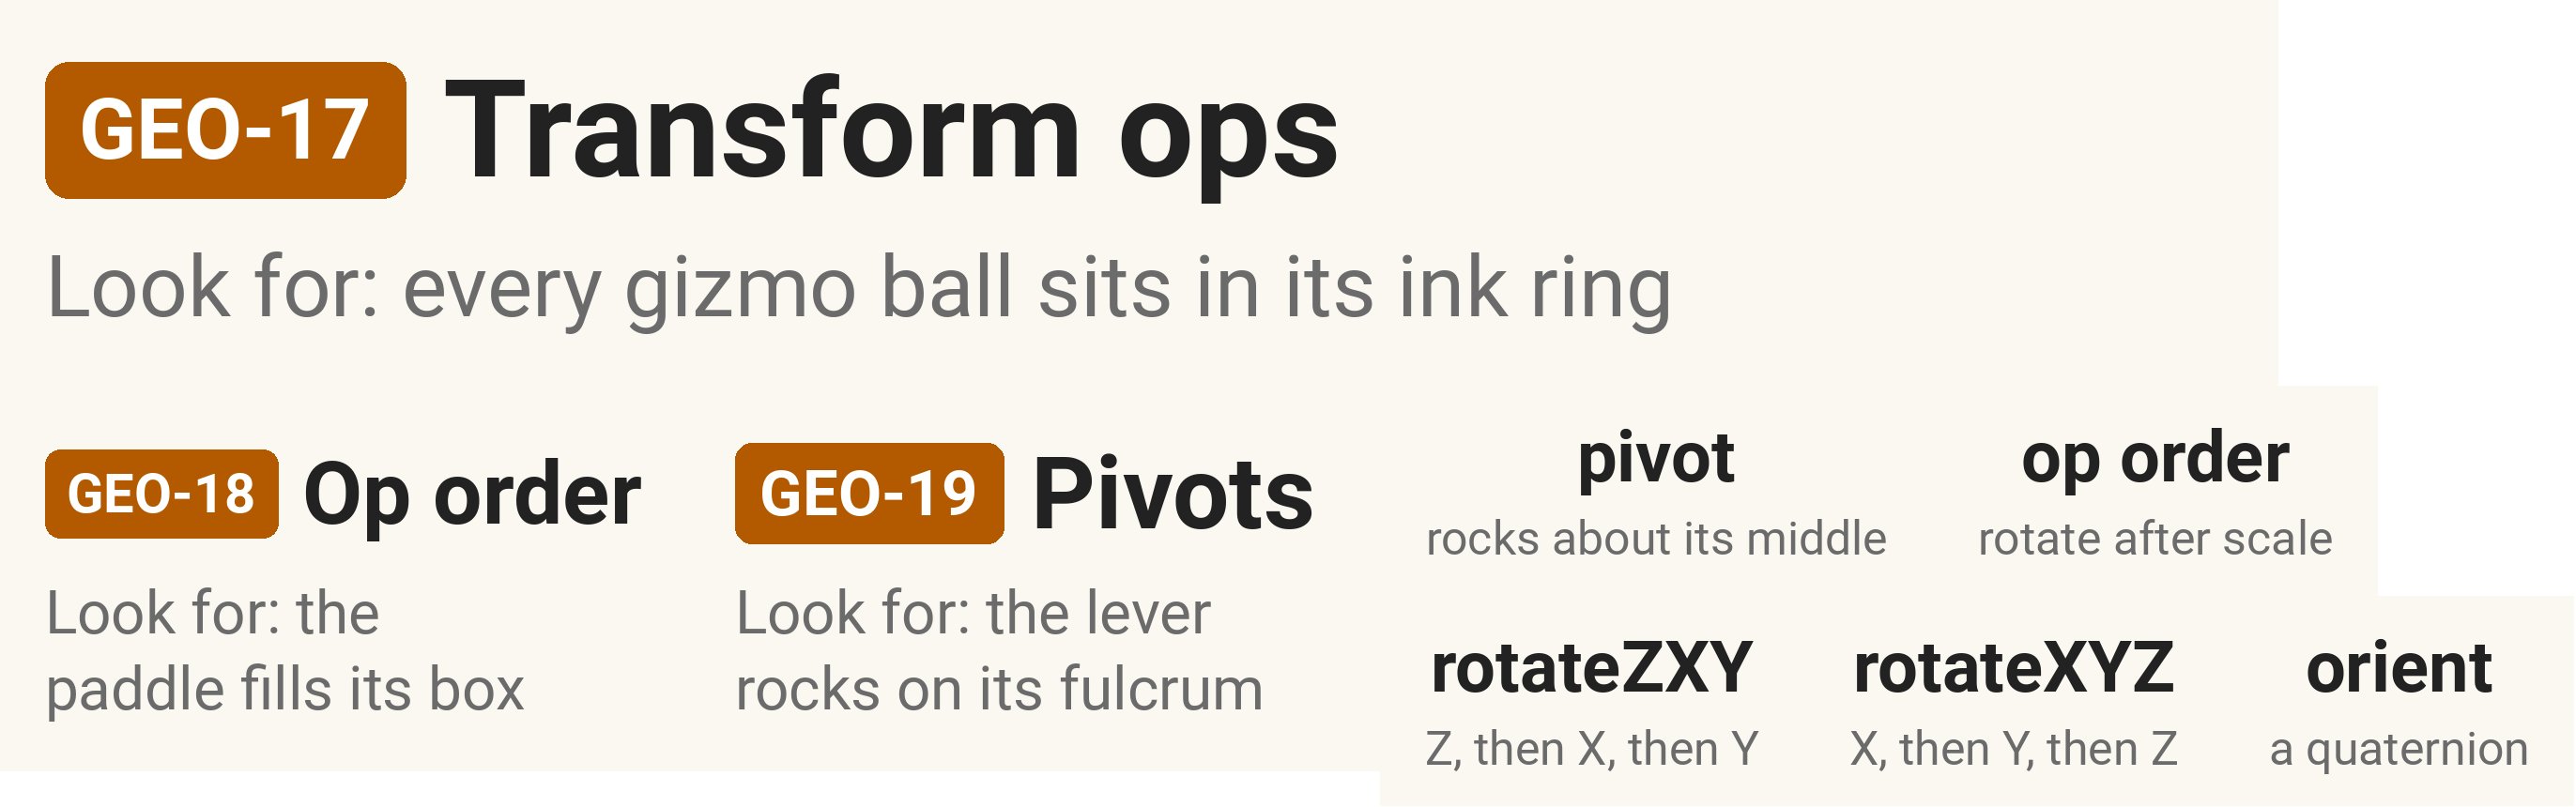 GEO-17 Transform ops
Look for: every gizmo ball sits in its ink ring
GEO-18 Op order
Look for: the
paddle fills its box
GEO-19 Pivots
Look for: the lever
rocks on its fulcrum
pivot
rocks about its middle
op order
rotate after scale
rotateZXY
Z, then X, then Y
rotateXYZ
X, then Y, then Z
orient
a quaternion